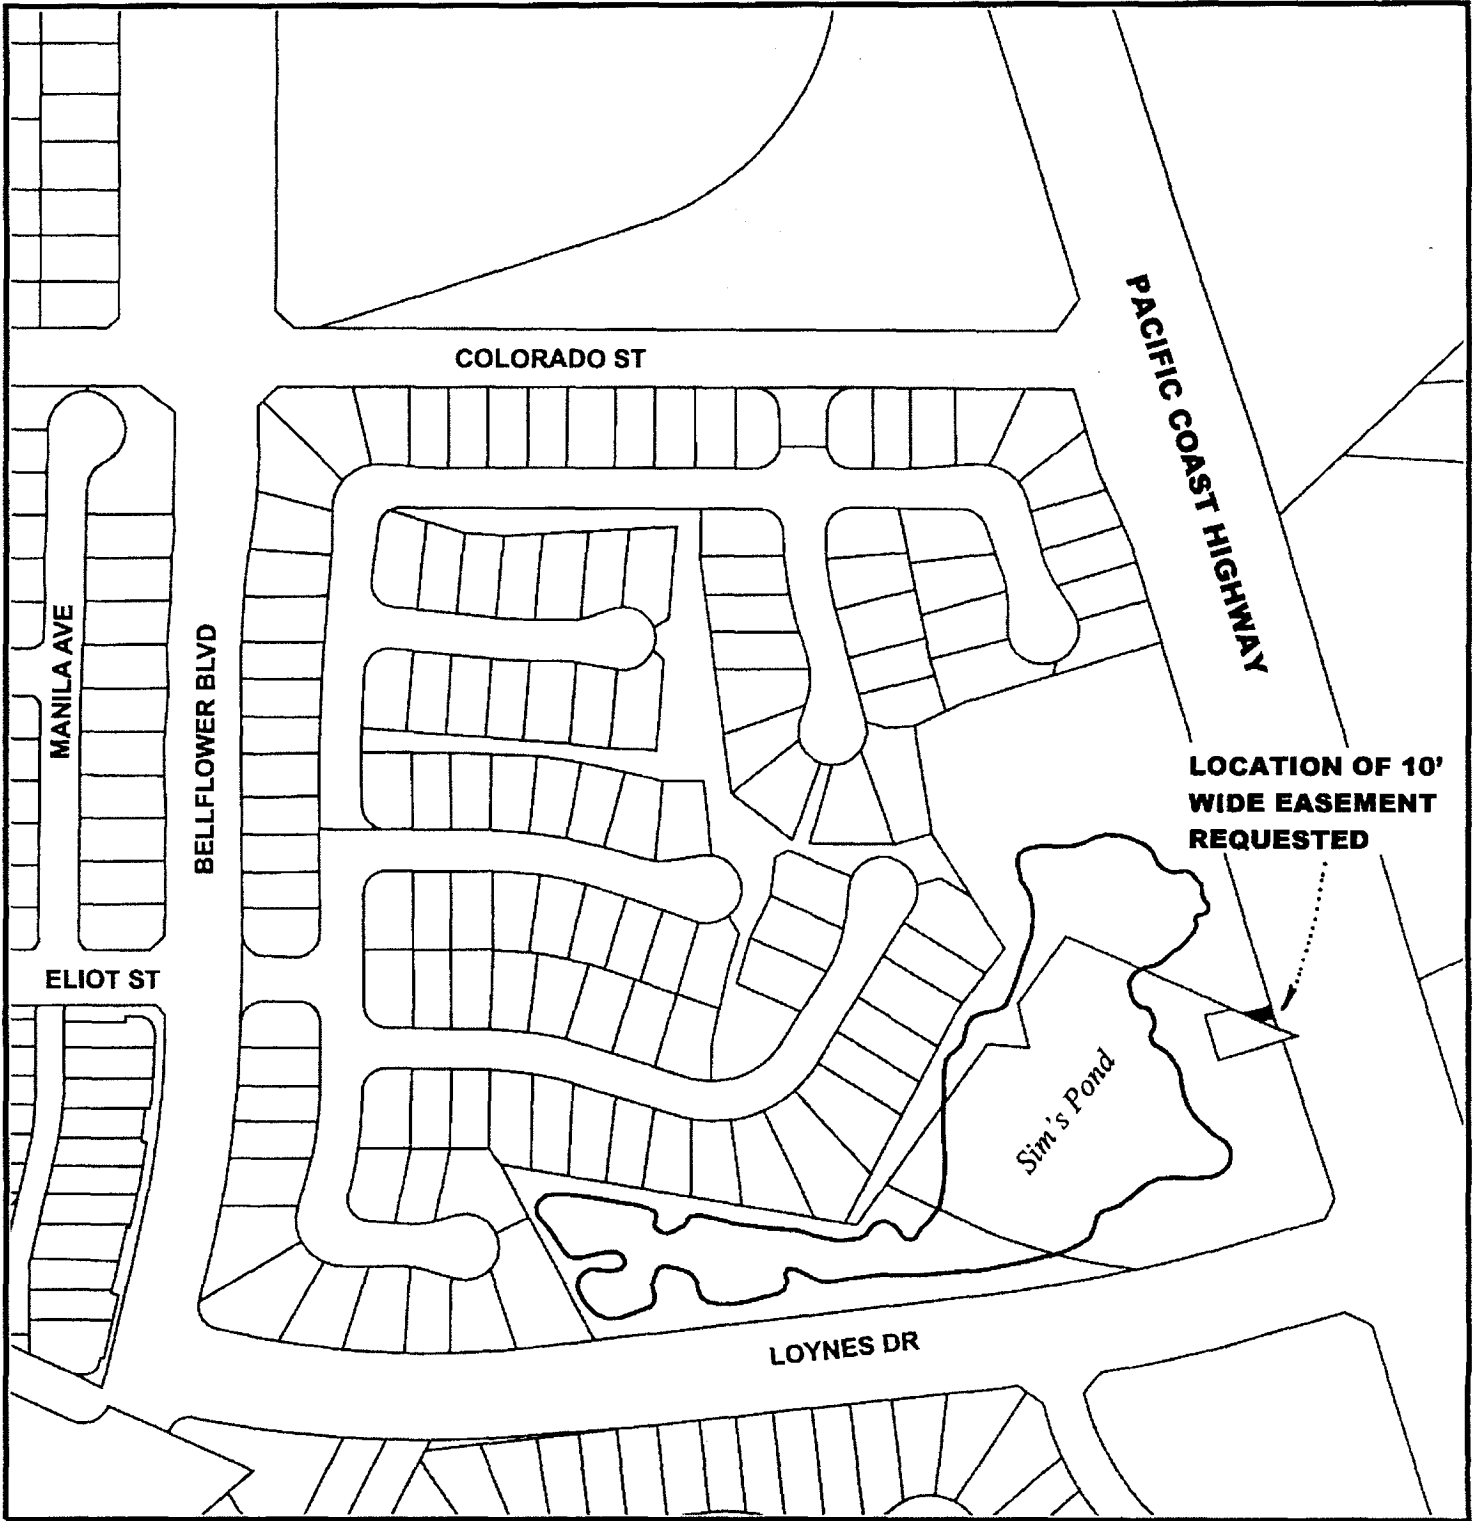 COLORADO ST
PACIFIC COAST HIGHWAY
MANILA AVE
BELLFLOWER BLVD
LOCATION OF 10'
WIDE EASEMENT
REQUESTED
ELIOT ST
Sim's Pond
LOYNES DR